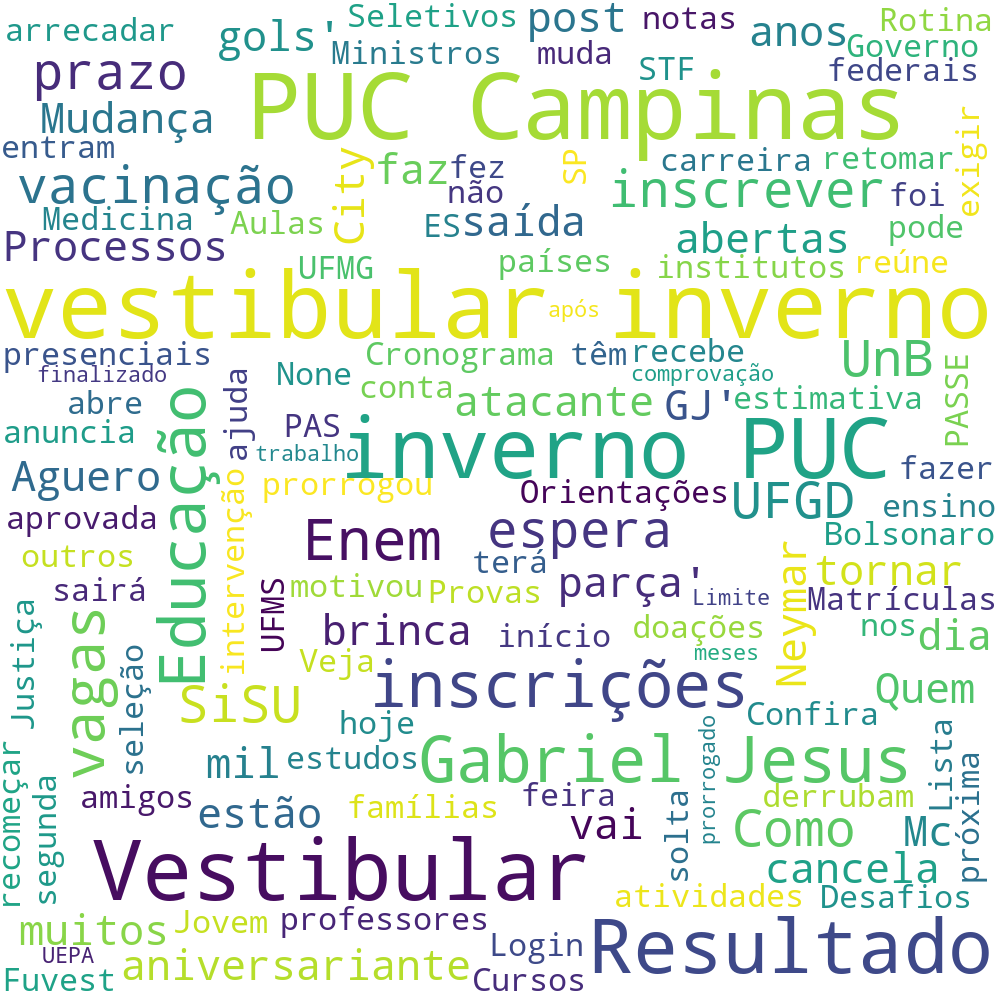 arrecadar
gols'
Seletivos
post
notas
anos
Rotina
Governo
prazo
Ministros
muda
STF
federais
PUC Campinas
Mudança
entram
vacinação
City
faz
fez
não
SP
carreira
retomar
exigir
inscrever
foi
Medicina
Aulas
ES
saída
pode
Processos
abertas
UFMG
países
institutos
reúne
vestibular inverno
após
presenciais
finalizado
Cronograma
têm
recebe
UnB
None
conta
comprovação
abre
ajuda
atacante
GJ'
estimativa
PASSE
anuncia
Educação
PAS
inverno PUC
trabalho
Aguero
prorrogou
Orientações
UFGD
fazer
ensino
aprovada
intervenção
Enem
espera
Bolsonaro
outros
terá
tornar
sairá
UFMS
motivou
Provas
parça'
Limite
Neymar
Matrículas
Justiça
vagas
brinca
início
doações
nos
dia
seleção
Veja
meses
SiSU
inscrições
Quem
hoje
Confira
mil
estudos
Gabriel Jesus
prorrogado
Lista
próxima
recomeçar
segunda
amigos
estão
famílias
feira
vai
solta
derrubam
Como
Mc
Vestibular
cancela
atividades
Desafios
muitos
Jovem
professores
Resultado
UEPA
Login
Fuvest
aniversariante
Cursos